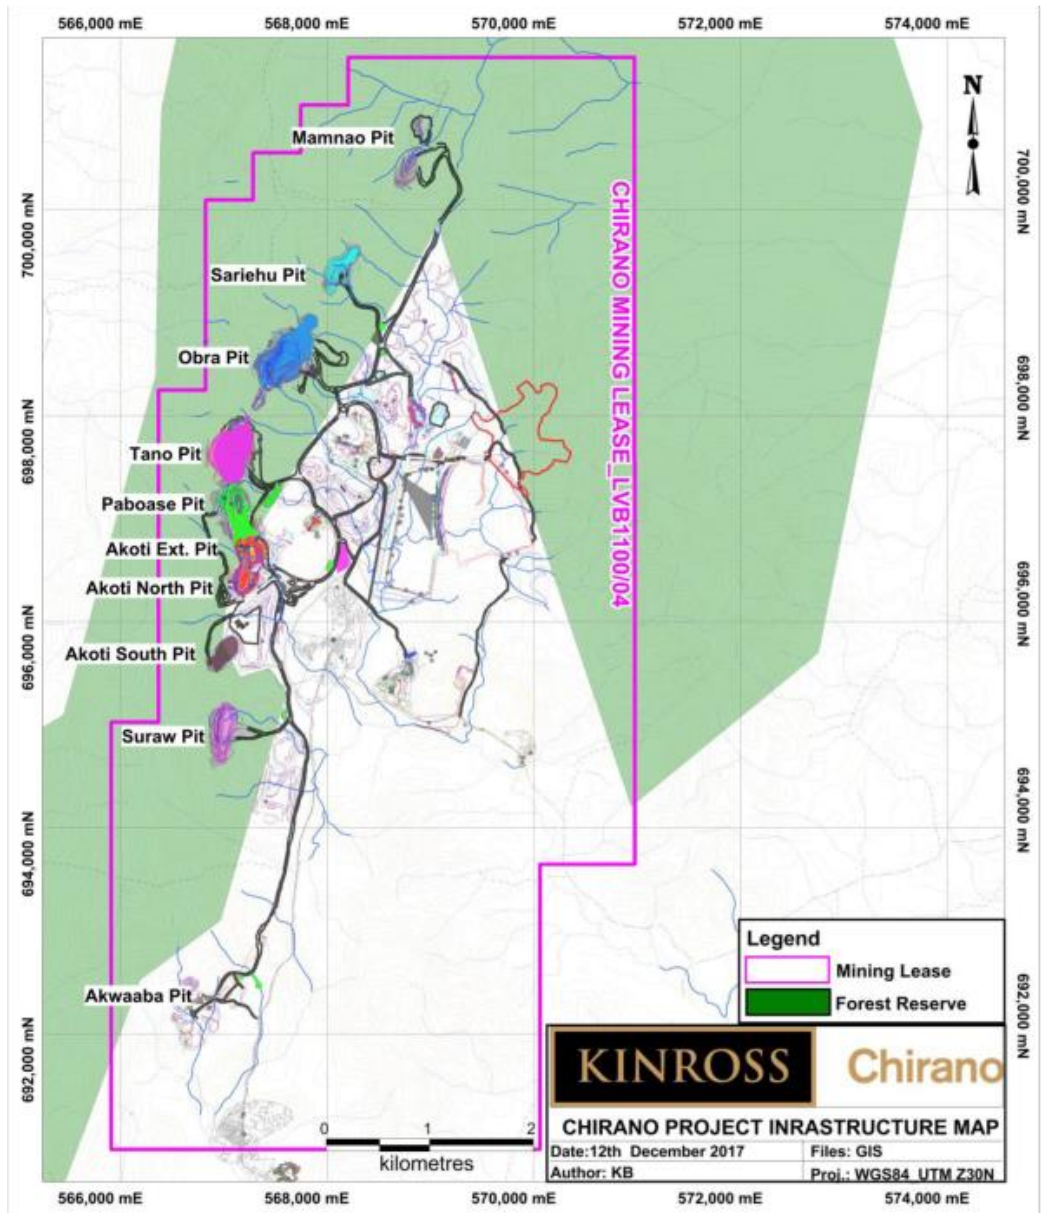 566,000 mE 568,000 mE 570,000 mE 572,000 mE 574,000 mE
N
Mamnao Pit
700,000 mN
700,000 mN
CHIRANO MINING LEASE_LVB1100/04
Sariehu Pit
Obra Pit
698,000 mN
698,000 mN
Tano Pit
Paboase Pit
Akoti Ext. Pit
Akoti North Pit
696,000 mN
696,000 mN
Akoti South Pit
Suraw Pit
694,000 mN
694,000 mN
Akwaaba Pit
692,000 mN
692,000 mN
Legend
Mining Lease
Forest Reserve
KINROSS Chirano
0 1 2
kilometres
CHIRANO PROJECT INRASTRUCTURE MAP
Date:12th December 2017 Files: GIS
Author: KB Proj.: WGS84_UTM Z30N
566,000 mE 568,000 mE 570,000 mE 572,000 mE 574,000 mE